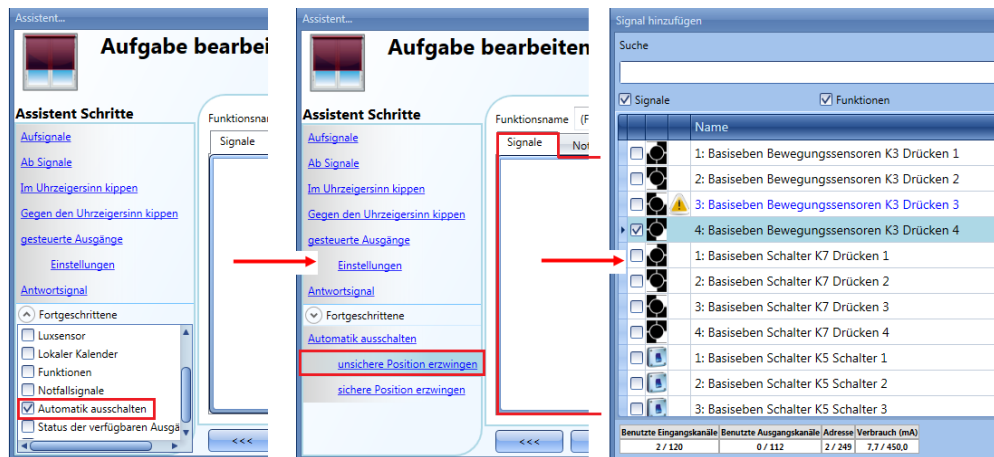 Assistent...
Aufgabe bearbei
Assistent Schritte
Aufsignale
Ab Signale
Im Uhrzeigersinn kippen
Gegen den Uhrzeigersinn kippen
gesteuerte Ausgänge
Einstellungen
Antwortsignal
Fortgeschrittene
Luxsensor
Lokaler Kalender
Funktionen
Notfallsignale
Automatik ausschalten
Status der verfügbaren Ausgä
Funktionsna
Signale
<<<
Assistent...
Aufgabe bearbeiten
Assistent Schritte
Aufsignale
Ab Signale
Im Uhrzeigersinn kippen
Gegen den Uhrzeigersinn kippen
gesteuerte Ausgänge
Einstellungen
Antwortsignal
Fortgeschrittene
Automatik ausschalten
unsichere Position erzwingen
sichere Position erzwingen
Funktionsname (F
Signale Not
<<<
Signal hinzufügen
Suche
Signale Funktionen
Name
1: Basiseben Bewegungssensoren K3 Drücken 1
2: Basiseben Bewegungssensoren K3 Drücken 2
3: Basiseben Bewegungssensoren K3 Drücken 3
4: Basiseben Bewegungssensoren K3 Drücken 4
1: Basiseben Schalter K7 Drücken 1
2: Basiseben Schalter K7 Drücken 2
3: Basiseben Schalter K7 Drücken 3
4: Basiseben Schalter K7 Drücken 4
1: Basiseben Schalter K5 Schalter 1
2: Basiseben Schalter K5 Schalter 2
3: Basiseben Schalter K5 Schalter 3
Benutzte Eingangskanäle Benutzte Ausgangskanäle Adresse Verbrauch (mA)
2 / 120 0 / 112 2 / 249 7,7 / 450,0